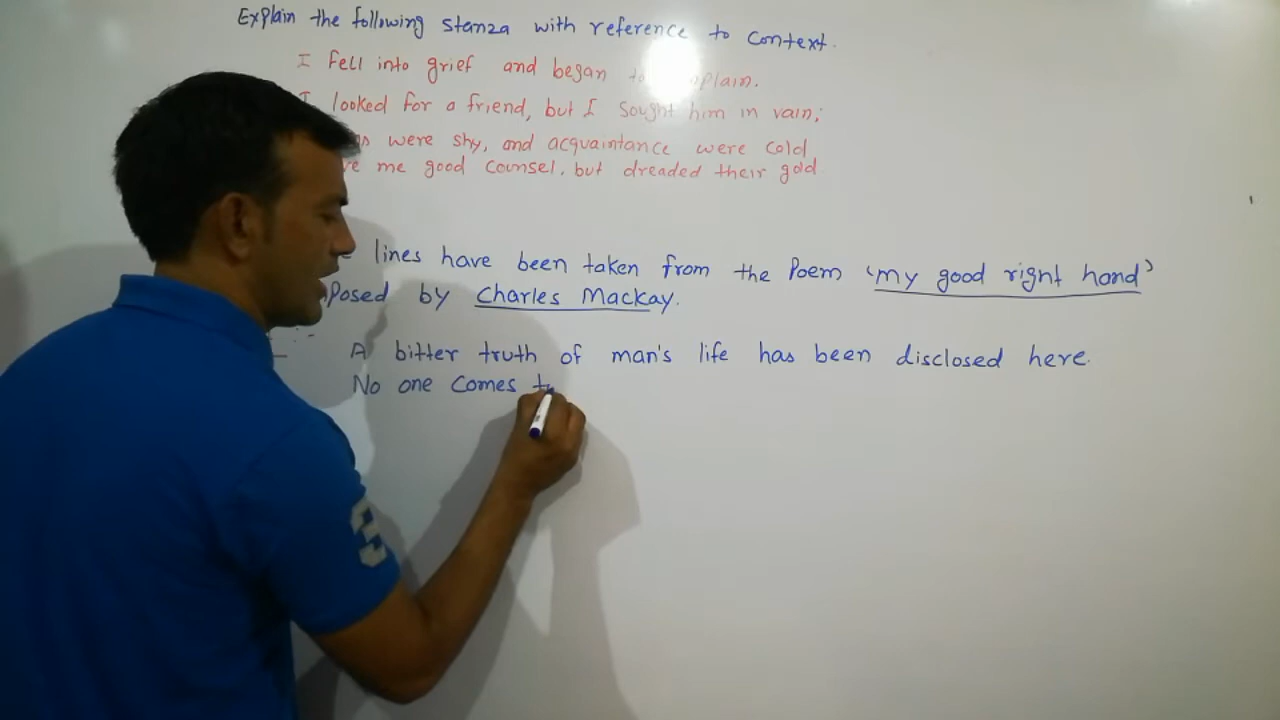 Explain the following stanza with reference to context.
I fell into grief and began to
I looked for a friend, but I sought him in vain;
were shy, and acquaintance were cold
me good counsel, but dreaded their gold
lines have been taken from the Poem 'my good right hand'
by Charles Mackay.
A bitter truth of man's life has been disclosed here.
No one comes
3